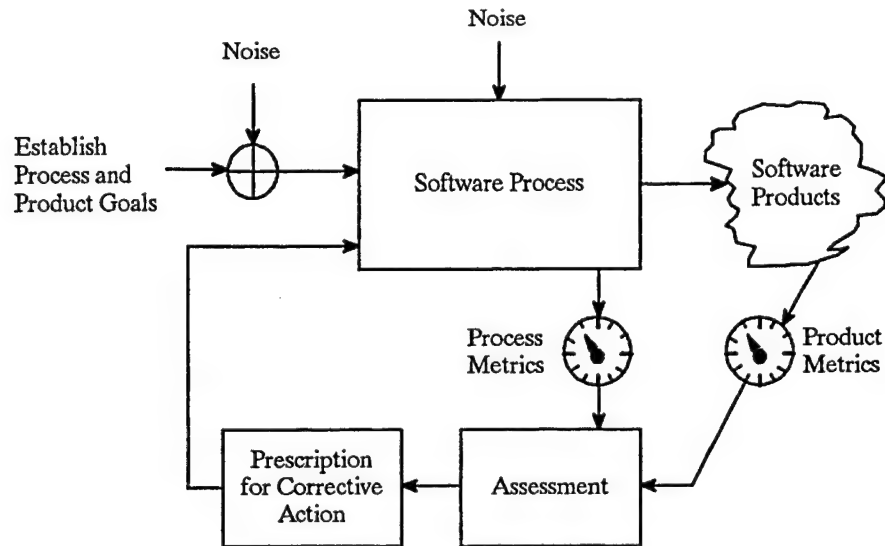 Noise
Noise
Establish
Process and
Product Goals
Software Process
Software
Products
Process
Metrics
Product
Metrics
Prescription
for Corrective
Action
Assessment